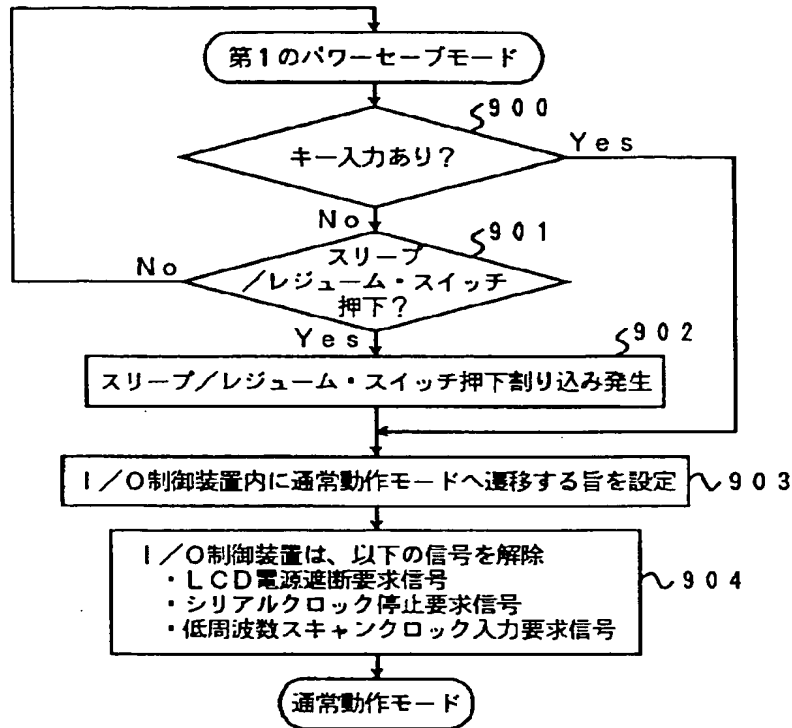 第1のパワーセーブモード
900
キー入力あり?
Yes
No
901
スリープ
/レジューム・スイッチ
押下?
No
Yes
902
スリープ/レジューム・スイッチ押下割り込み発生
I/O制御装置内に通常動作モードへ遷移する旨を設定
903
I/O制御装置は、以下の信号を解除
・LCD電源遮断要求信号
・シリアルクロック停止要求信号
・低周波数スキャンクロック入力要求信号
904
通常動作モード